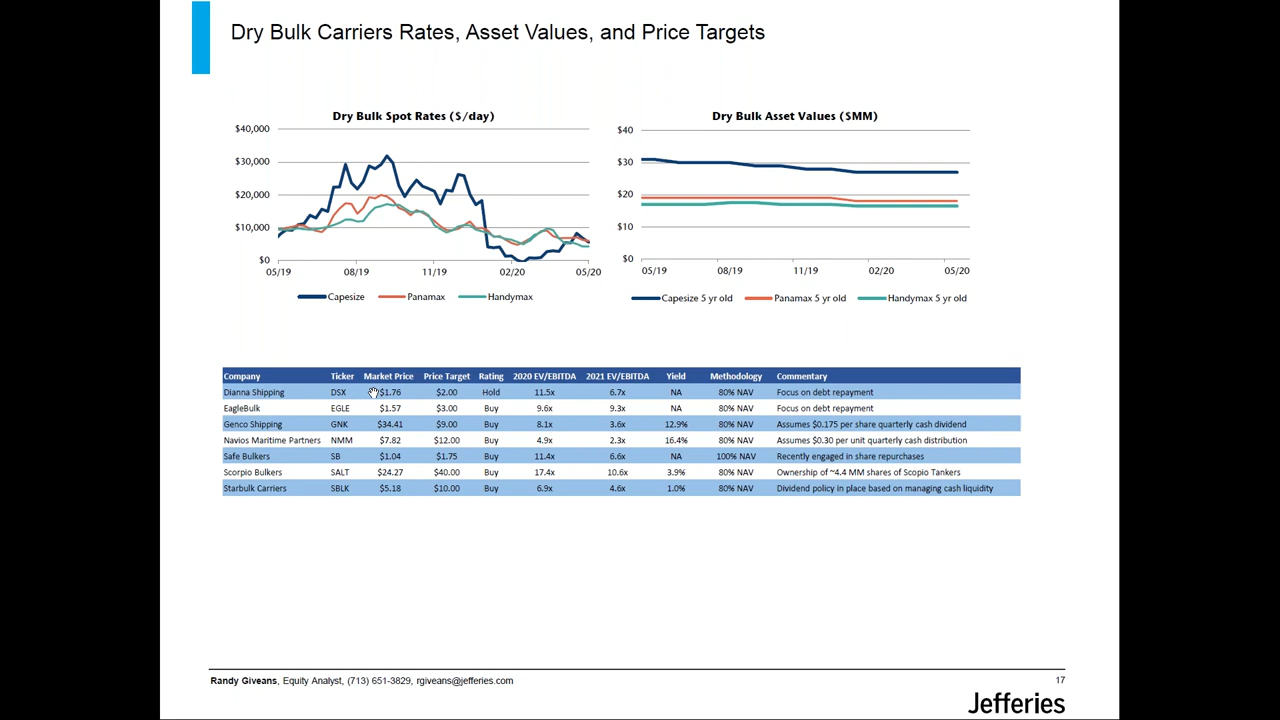 Dry Bulk Carriers Rates, Asset Values, and Price Targets
Dry Bulk Spot Rates ($/day)
$40,000
$30,000
$20,000
$10,000
$0
05/19 08/19 11/19 02/20 05/20
Capesize Panamax Handymax
Dry Bulk Asset Values ($MM)
$40
$30
$20
$10
$0
05/19 08/19 11/19 02/20 05/20
Capesize 5 yr old Panamax 5 yr old Handymax 5 yr old
Company Ticker Market Price Price Target Rating 2020 EV/EBITDA 2021 EV/EBITDA Yield Methodology Commentary
Dianna Shipping DSX $1.76 $2.00 Hold 11.5x 6.7x NA 80% NAV Focus on debt repayment
EagleBulk EGLE $1.57 $3.00 Buy 9.6x 9.3x NA 80% NAV Focus on debt repayment
Genco Shipping GNK $34.41 $9.00 Buy 8.1x 3.6x 12.9% 80% NAV Assumes $0.175 per share quarterly cash dividend
Navios Maritime Partners NMM $7.82 $12.00 Buy 4.9x 2.3x 16.4% 80% NAV Assumes $0.30 per unit quarterly cash distribution
Safe Bulkers SB $1.04 $1.75 Buy 11.4x 6.6x NA 100% NAV Recently engaged in share repurchases
Scorpio Bulkers SALT $24.27 $40.00 Buy 17.4x 10.6x 3.9% 80% NAV Ownership of ~4.4 MM shares of Scopio Tankers
Starbulk Carriers SBLK $5.18 $10.00 Buy 6.9x 4.6x 1.0% 80% NAV Dividend policy in place based on managing cash liquidity
Randy Giveans, Equity Analyst, (713) 651-3829, rgiveans@jefferies.com
17
Jefferies